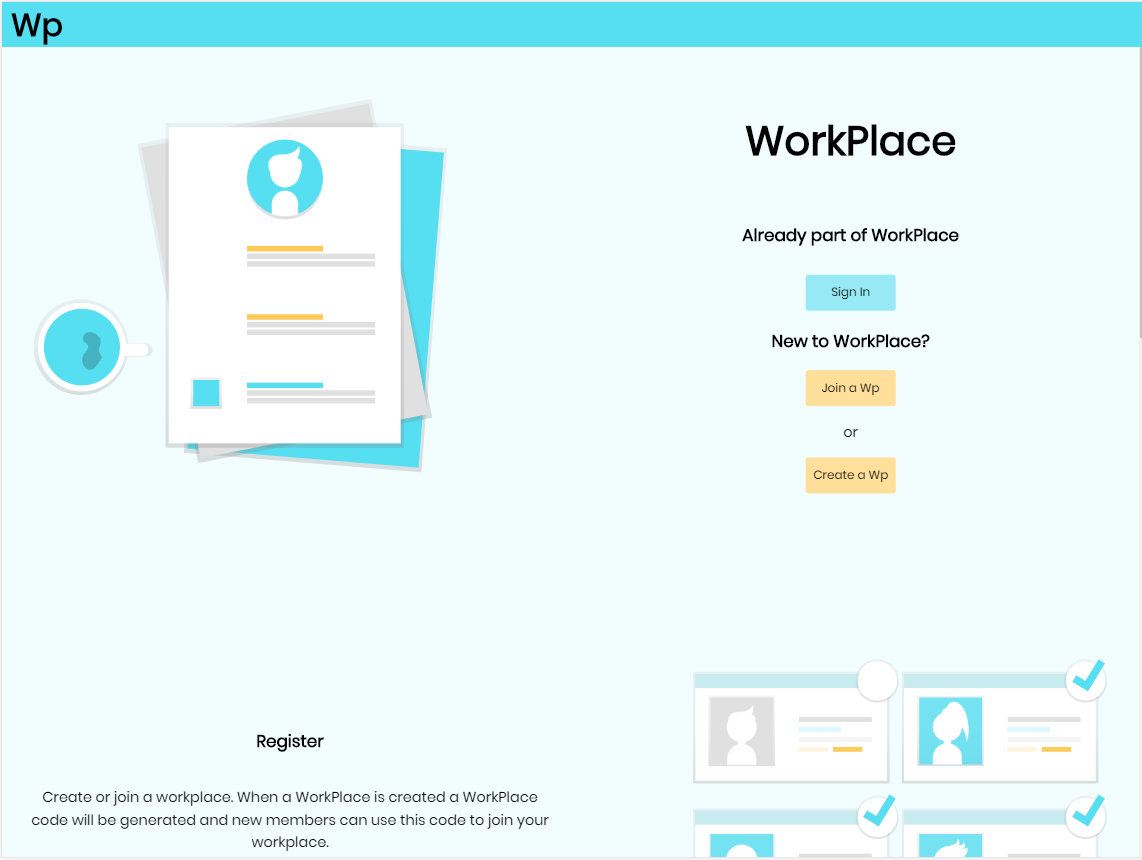 Wp
WorkPlace
Already part of WorkPlace
Sign In
New to WorkPlace?
Join a Wp
or
Create a Wp
Register
Create or join a workplace. When a WorkPlace is created a WorkPlace
code will be generated and new members can use this code to join your
workplace.